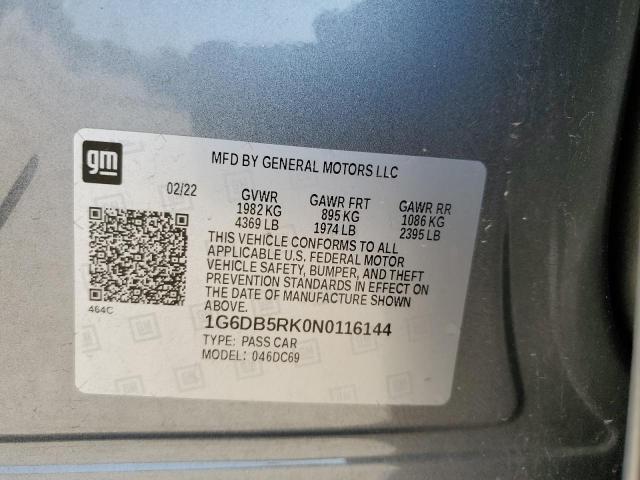 gm
MFD BY GENERAL MOTORS LLC
02/22
GVWR GAWR FRT GAWR RR
1982 KG 895 KG 1086 KG
4369 LB 1974 LB 2395 LB
THIS VEHICLE CONFORMS TO ALL
APPLICABLE U.S. FEDERAL MOTOR
VEHICLE SAFETY, BUMPER, AND THEFT
PREVENTION STANDARDS IN EFFECT ON
THE DATE OF MANUFACTURE SHOWN
ABOVE.
464C
1G6DB5RK0N0116144
TYPE: PASS CAR
MODEL: 046DC69